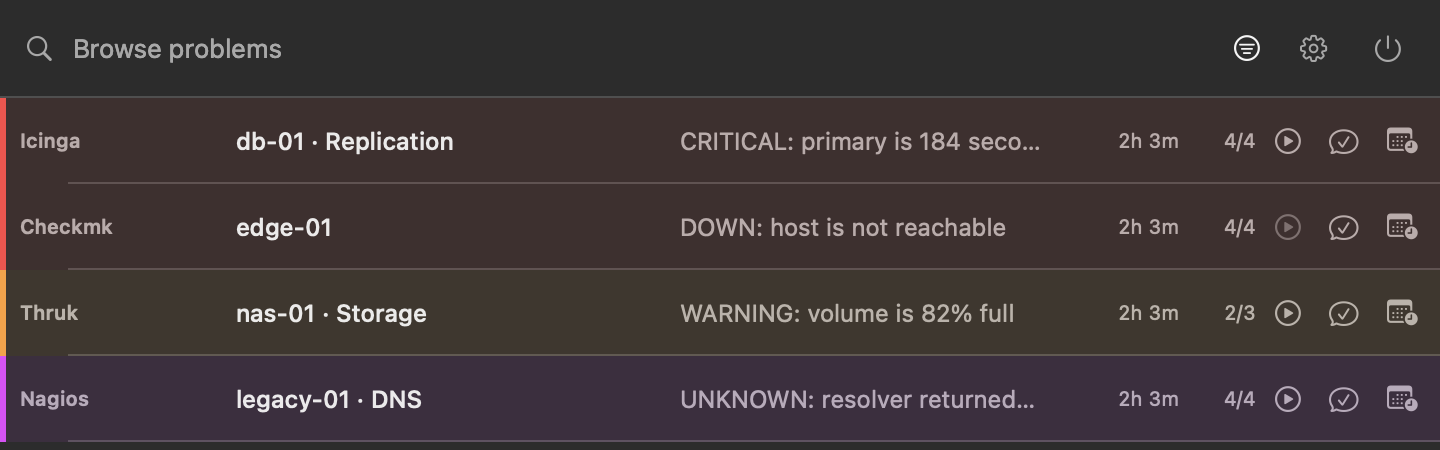 Browse problems
Icinga db-01 · Replication CRITICAL: primary is 184 seco... 2h 3m 4/4
Checkmk edge-01 DOWN: host is not reachable 2h 3m 4/4
Thruk nas-01 · Storage WARNING: volume is 82% full 2h 3m 2/3
Nagios legacy-01 · DNS UNKNOWN: resolver returned... 2h 3m 4/4